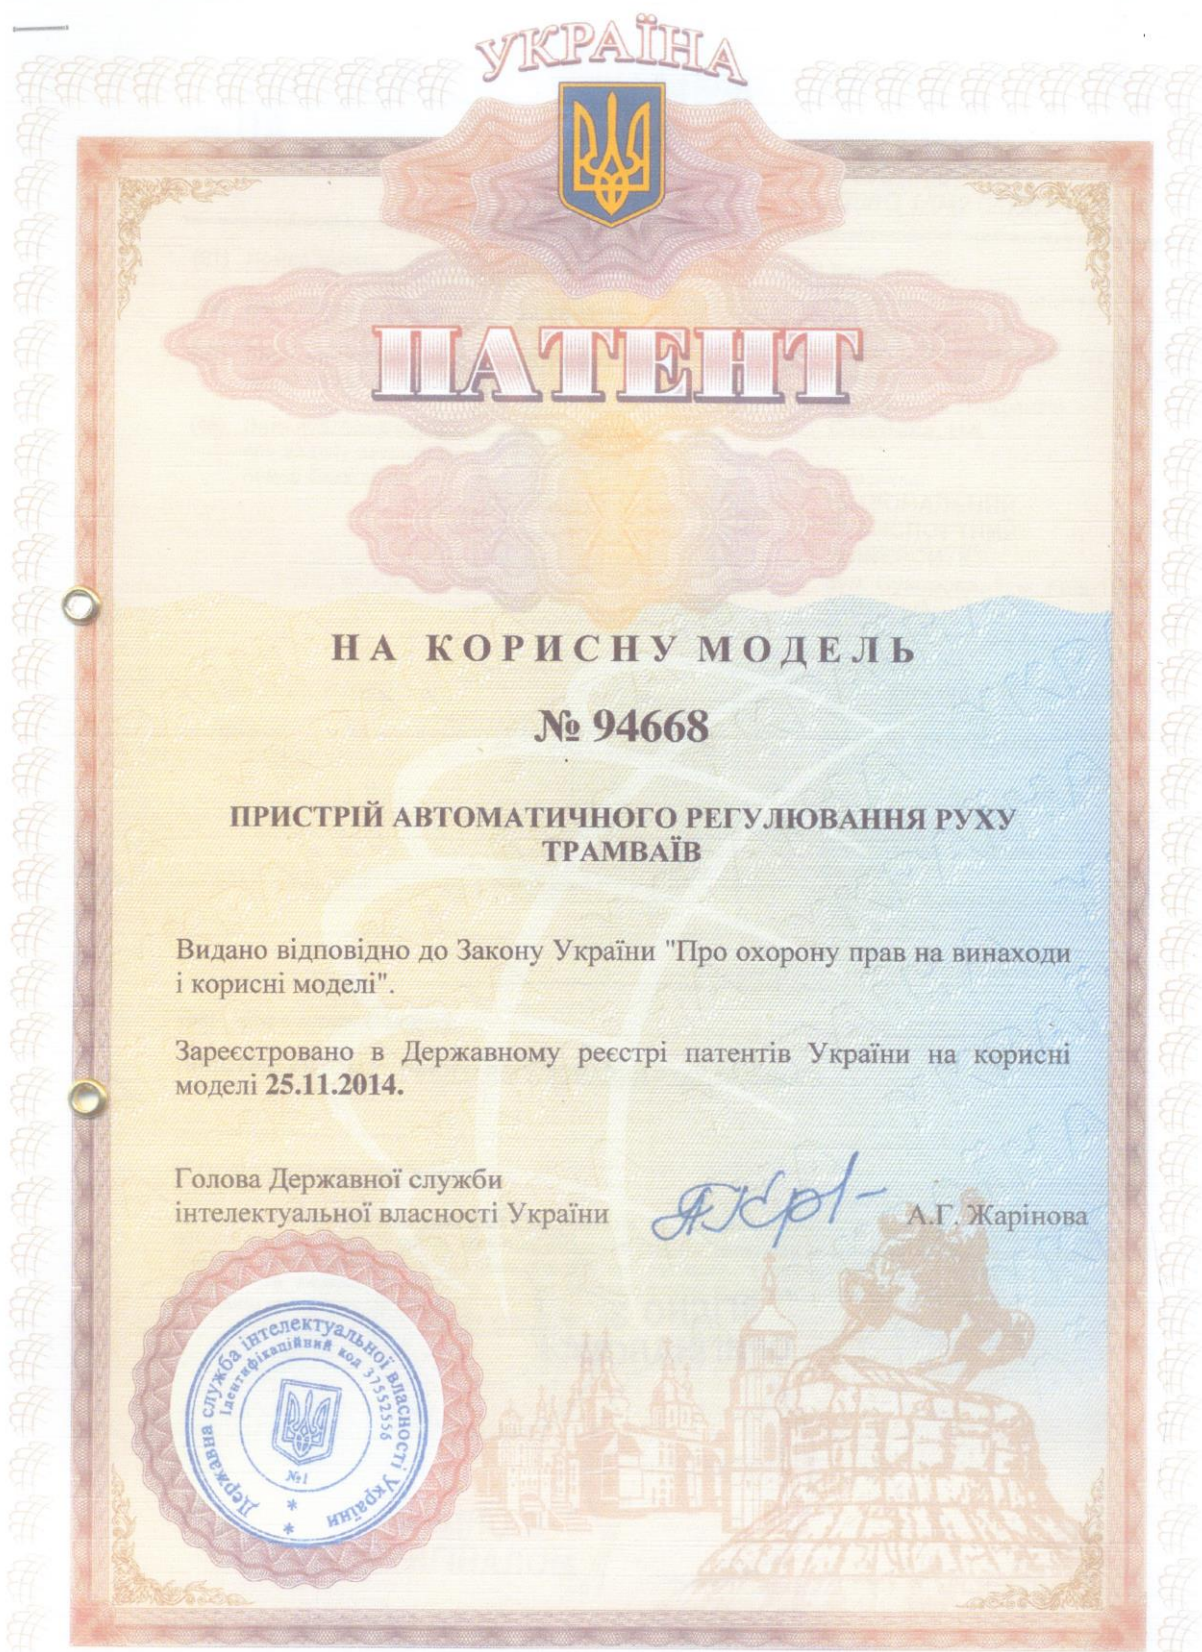 УКРАЇНА
ПАТЕНТ
НА КОРИСНУ МОДЕЛЬ
№ 94668
ПРИСТРІЙ АВТОМАТИЧНОГО РЕГУЛЮВАННЯ РУХУ
ТРАМВАЇВ
Видано відповідно до Закону України "Про охорону прав на винаходи
і корисні моделі".
Зареєстровано в Державному реєстрі патентів України на корисні
моделі 25.11.2014.
Голова Державної служби
інтелектуальної власності України
А.Г. Жарінова
Державна служба інтелектуальної власності України
Ідентифікаційний код 37552556
№1